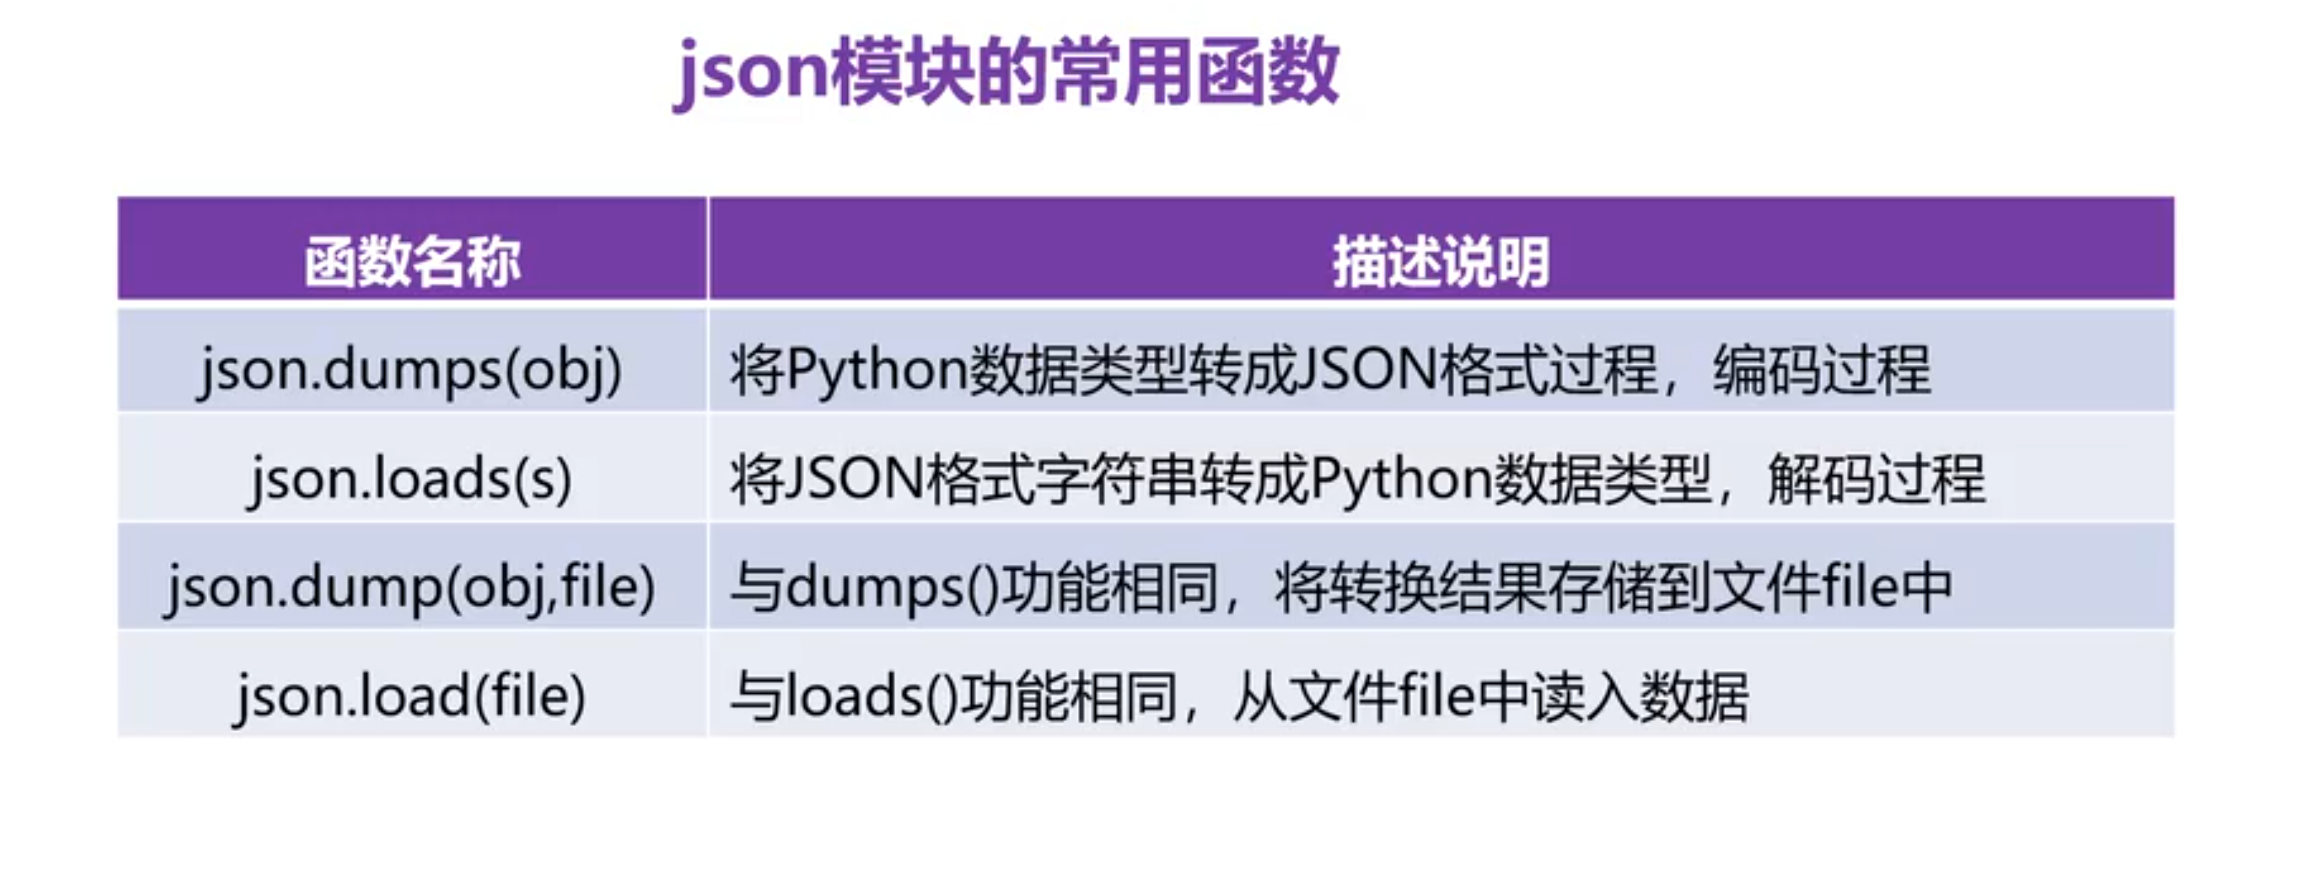 json模块的常用函数
函数名称 描述说明
json.dumps(obj) 将Python数据类型转成JSON格式过程，编码过程
json.loads(s) 将JSON格式字符串转成Python数据类型，解码过程
json.dump(obj,file) 与dumps()功能相同，将转换结果存储到文件file中
json.load(file) 与loads()功能相同，从文件file中读入数据